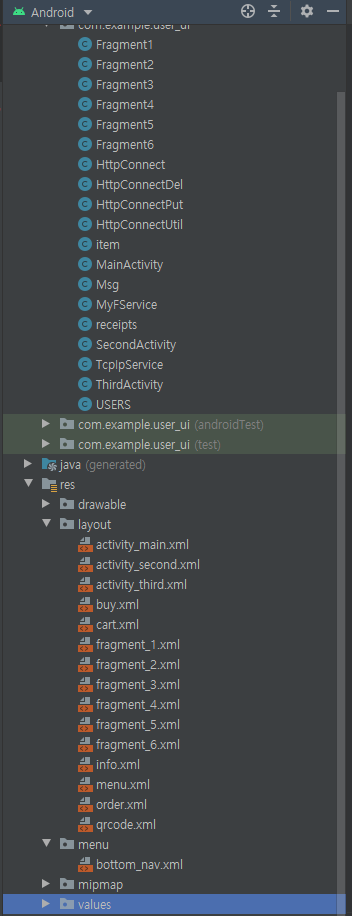 Android
com.example.user_ui
Fragment1
Fragment2
Fragment3
Fragment4
Fragment5
Fragment6
HttpConnect
HttpConnectDel
HttpConnectPut
HttpConnectUtil
item
MainActivity
Msg
MyFService
receipts
SecondActivity
TcpIpService
ThirdActivity
USERS
com.example.user_ui (androidTest)
com.example.user_ui (test)
java (generated)
res
drawable
layout
activity_main.xml
activity_second.xml
activity_third.xml
buy.xml
cart.xml
fragment_1.xml
fragment_2.xml
fragment_3.xml
fragment_4.xml
fragment_5.xml
fragment_6.xml
info.xml
menu.xml
order.xml
qrcode.xml
menu
bottom_nav.xml
mipmap
values